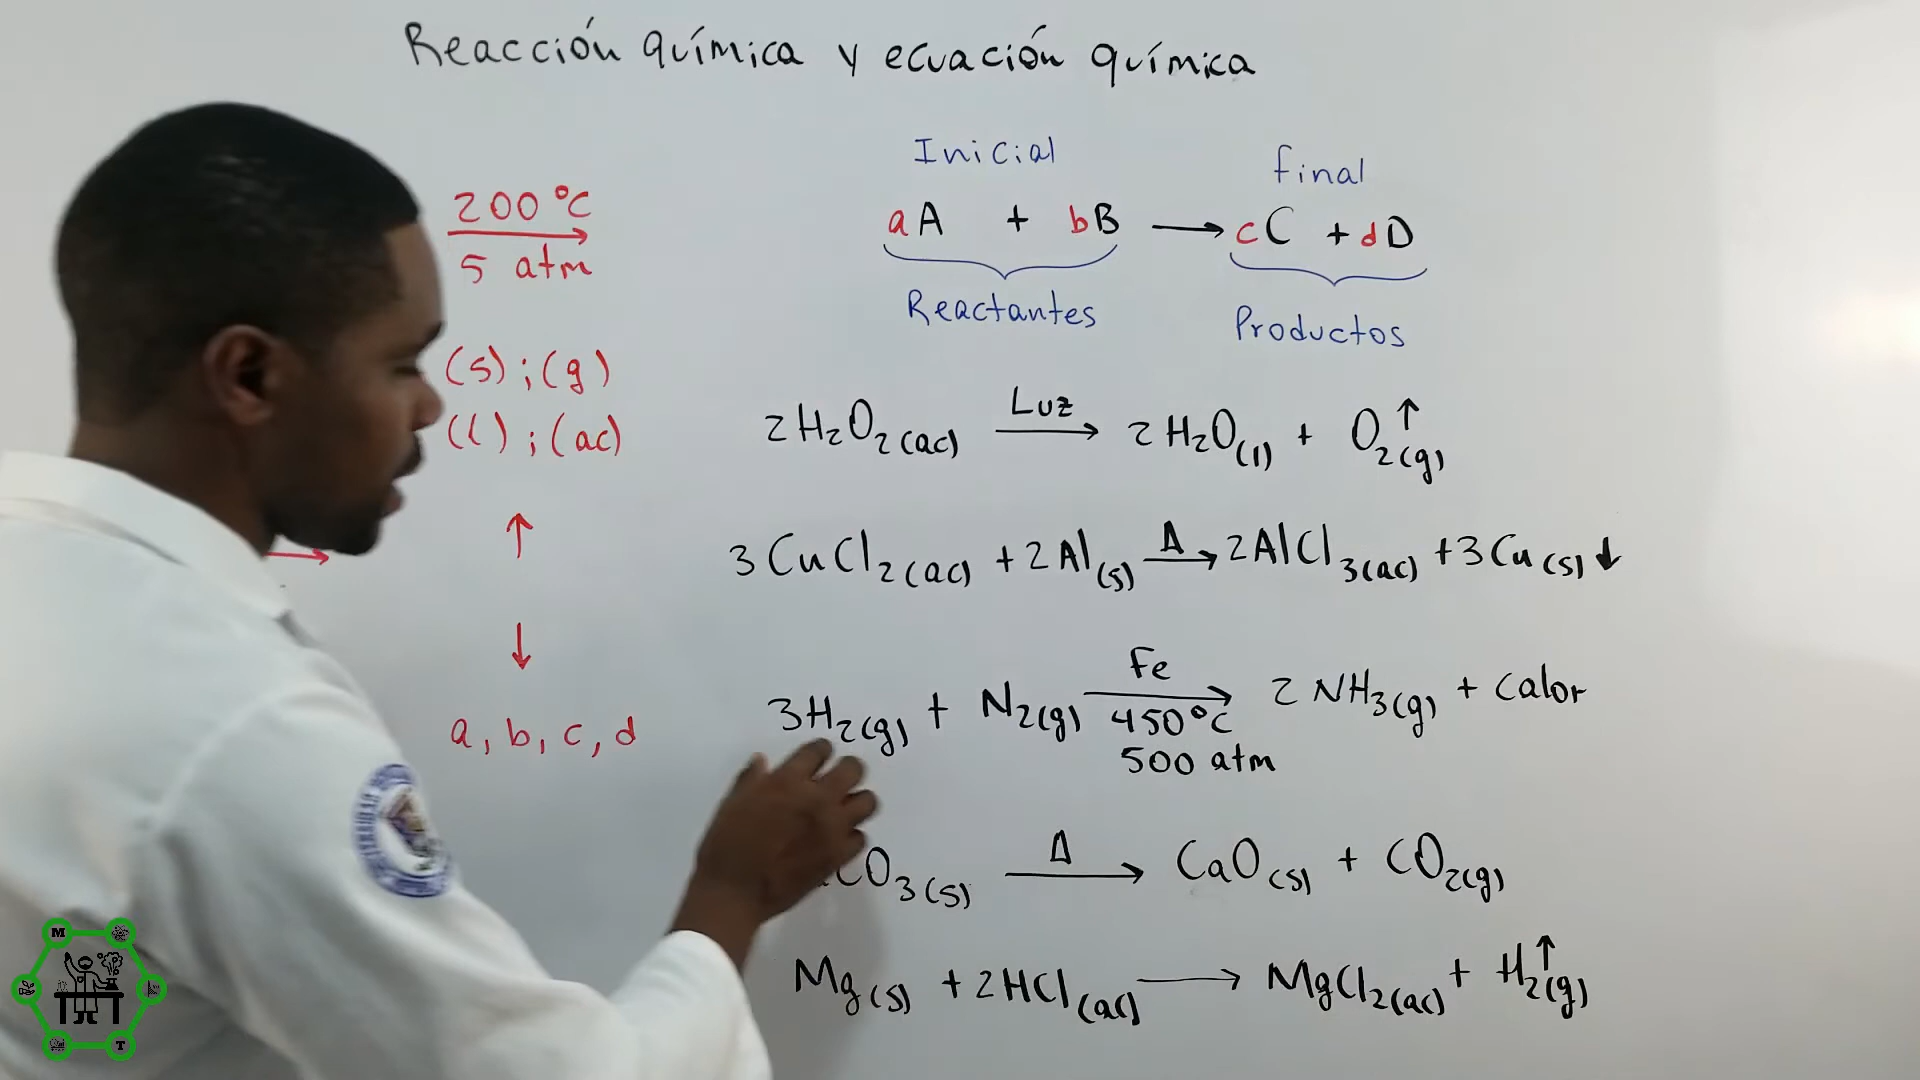 Reacción química y ecuación química
Inicial
final
aA + bB ⟶ cC + dD
Reactantes
Productos
200 °C
5 atm
(s) ; (g)
(l) ; (ac)
↑
↓
a, b, c, d
Luz
2H₂O₂(ac) ⟶ 2H₂O(l) + O₂(g)↑
Δ
3CuCl₂(ac) + 2Al(s) ⟶ 2AlCl₃(ac) + 3Cu(s)↓
Fe
3H₂(g) + N₂(g) ⟶ 2NH₃(g) + calor
450°C
500 atm
Δ
CO₃(s) ⟶ CaO(s) + CO₂(g)
Mg(s) + 2HCl(ac) ⟶ MgCl₂(ac) + H₂(g)↑
M
T